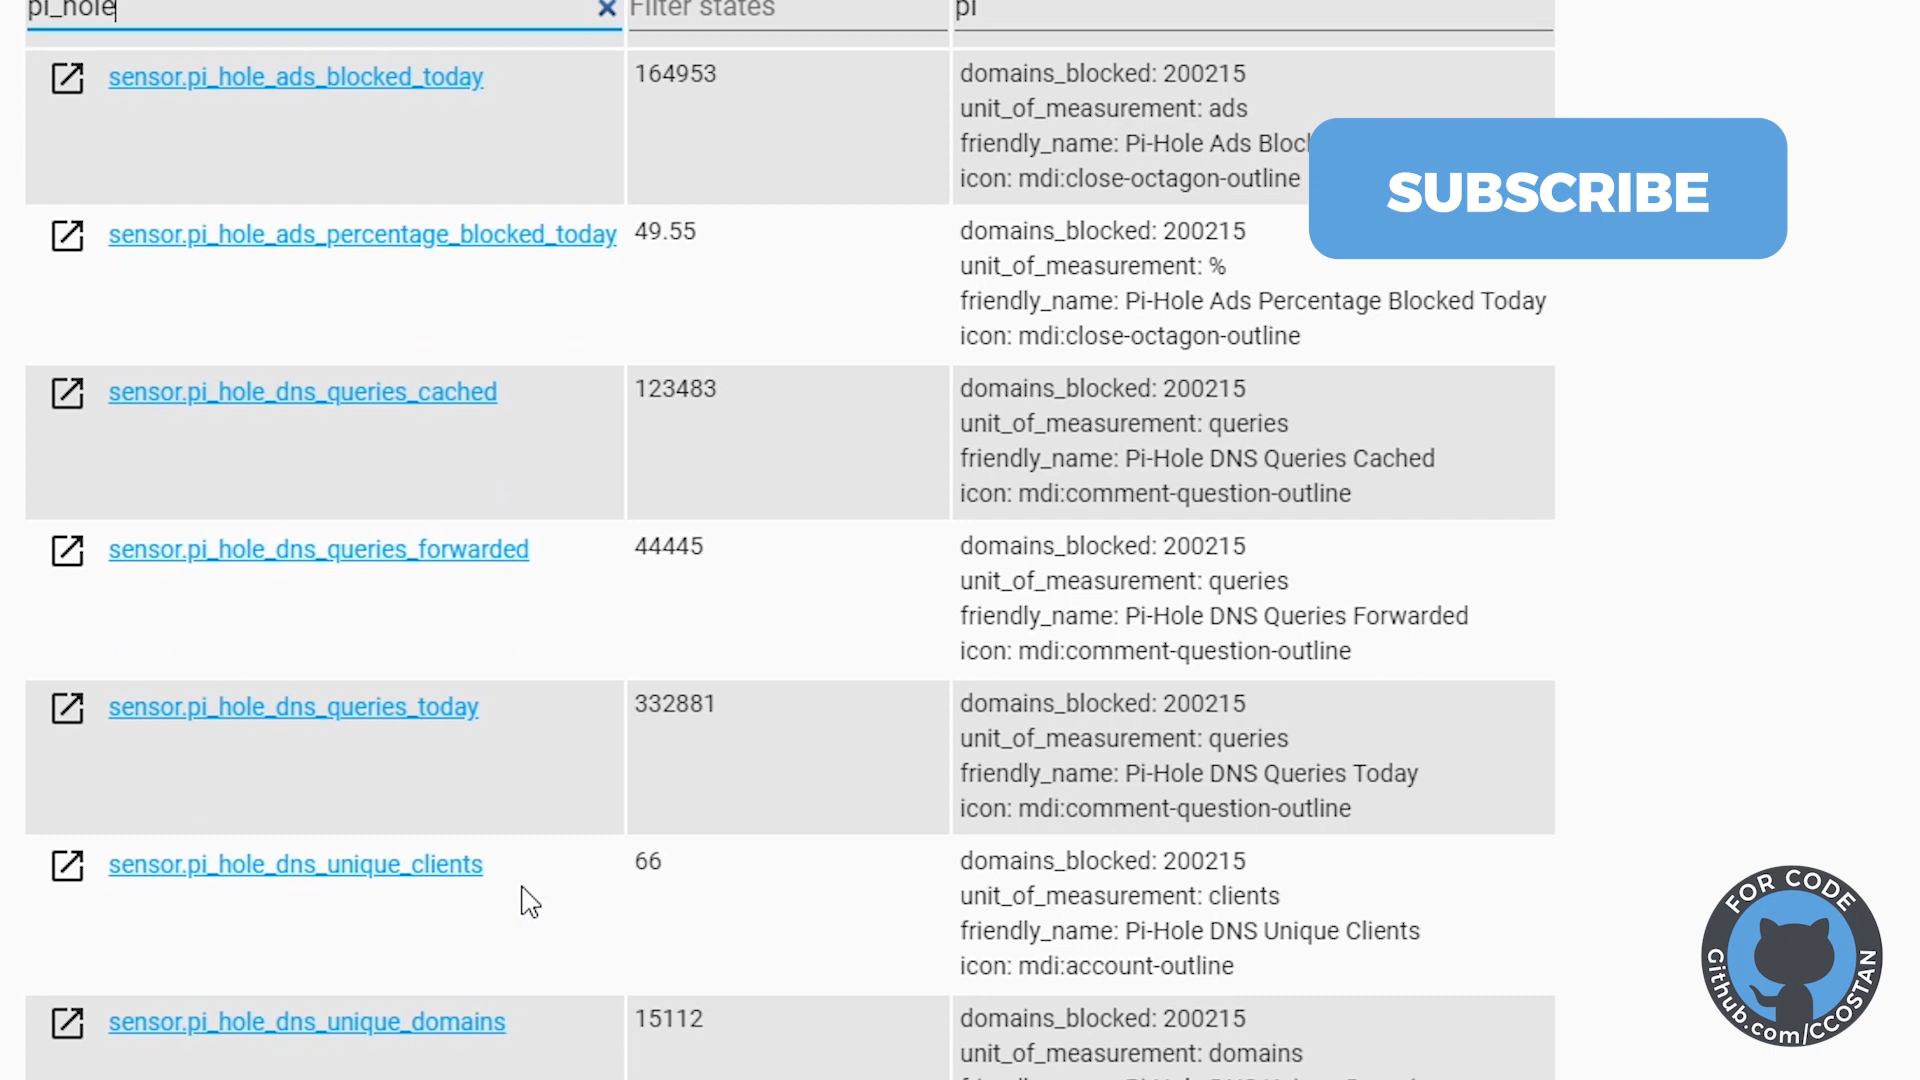 pi_hole
Filter states
pi
sensor.pi_hole_ads_blocked_today
164953
domains_blocked: 200215
unit_of_measurement: ads
friendly_name: Pi-Hole Ads
icon: mdi:close-octagon-outline
SUBSCRIBE
sensor.pi_hole_ads_percentage_blocked_today
49.55
domains_blocked: 200215
unit_of_measurement: %
friendly_name: Pi-Hole Ads Percentage Blocked Today
icon: mdi:close-octagon-outline
sensor.pi_hole_dns_queries_cached
123483
domains_blocked: 200215
unit_of_measurement: queries
friendly_name: Pi-Hole DNS Queries Cached
icon: mdi:comment-question-outline
sensor.pi_hole_dns_queries_forwarded
44445
domains_blocked: 200215
unit_of_measurement: queries
friendly_name: Pi-Hole DNS Queries Forwarded
icon: mdi:comment-question-outline
sensor.pi_hole_dns_queries_today
332881
domains_blocked: 200215
unit_of_measurement: queries
friendly_name: Pi-Hole DNS Queries Today
icon: mdi:comment-question-outline
sensor.pi_hole_dns_unique_clients
66
domains_blocked: 200215
unit_of_measurement: clients
friendly_name: Pi-Hole DNS Unique Clients
icon: mdi:account-outline
sensor.pi_hole_dns_unique_domains
15112
domains_blocked: 200215
unit_of_measurement: domains
FOR CODE
Github.com/CCOSTAN